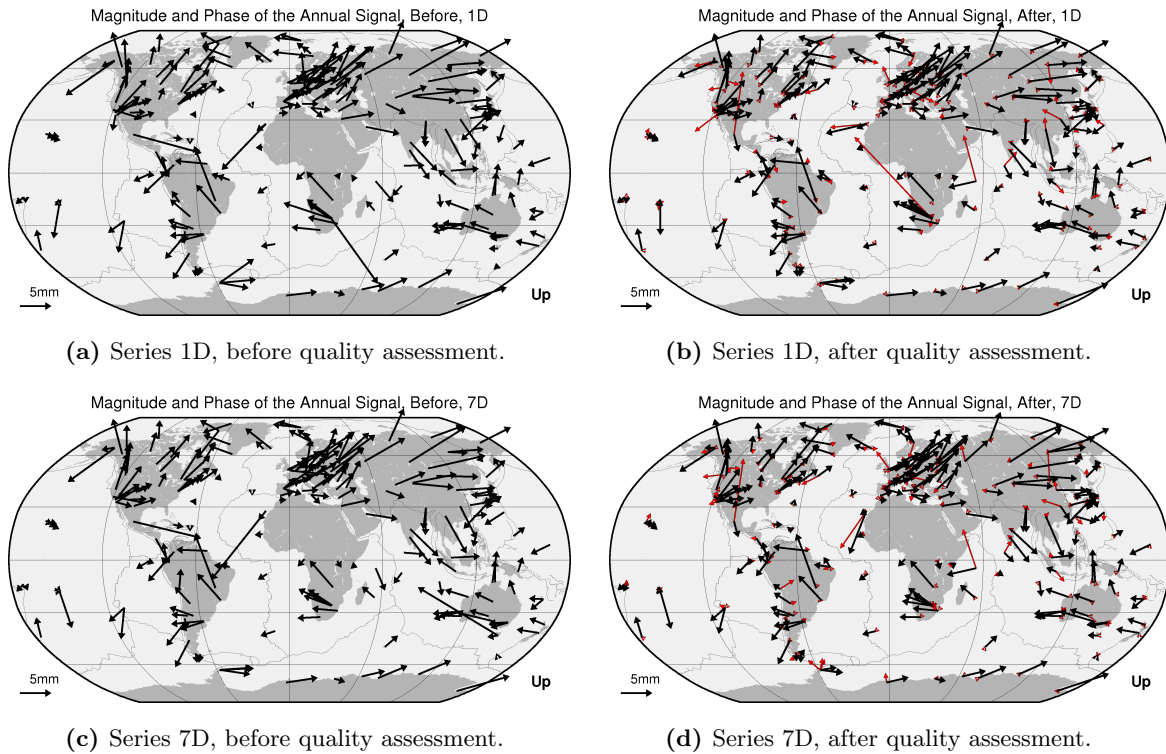 Magnitude and Phase of the Annual Signal, Before, 1D
5mm
Up
(a) Series 1D, before quality assessment.
Magnitude and Phase of the Annual Signal, After, 1D
5mm
Up
(b) Series 1D, after quality assessment.
Magnitude and Phase of the Annual Signal, Before, 7D
5mm
Up
(c) Series 7D, before quality assessment.
Magnitude and Phase of the Annual Signal, After, 7D
5mm
Up
(d) Series 7D, after quality assessment.